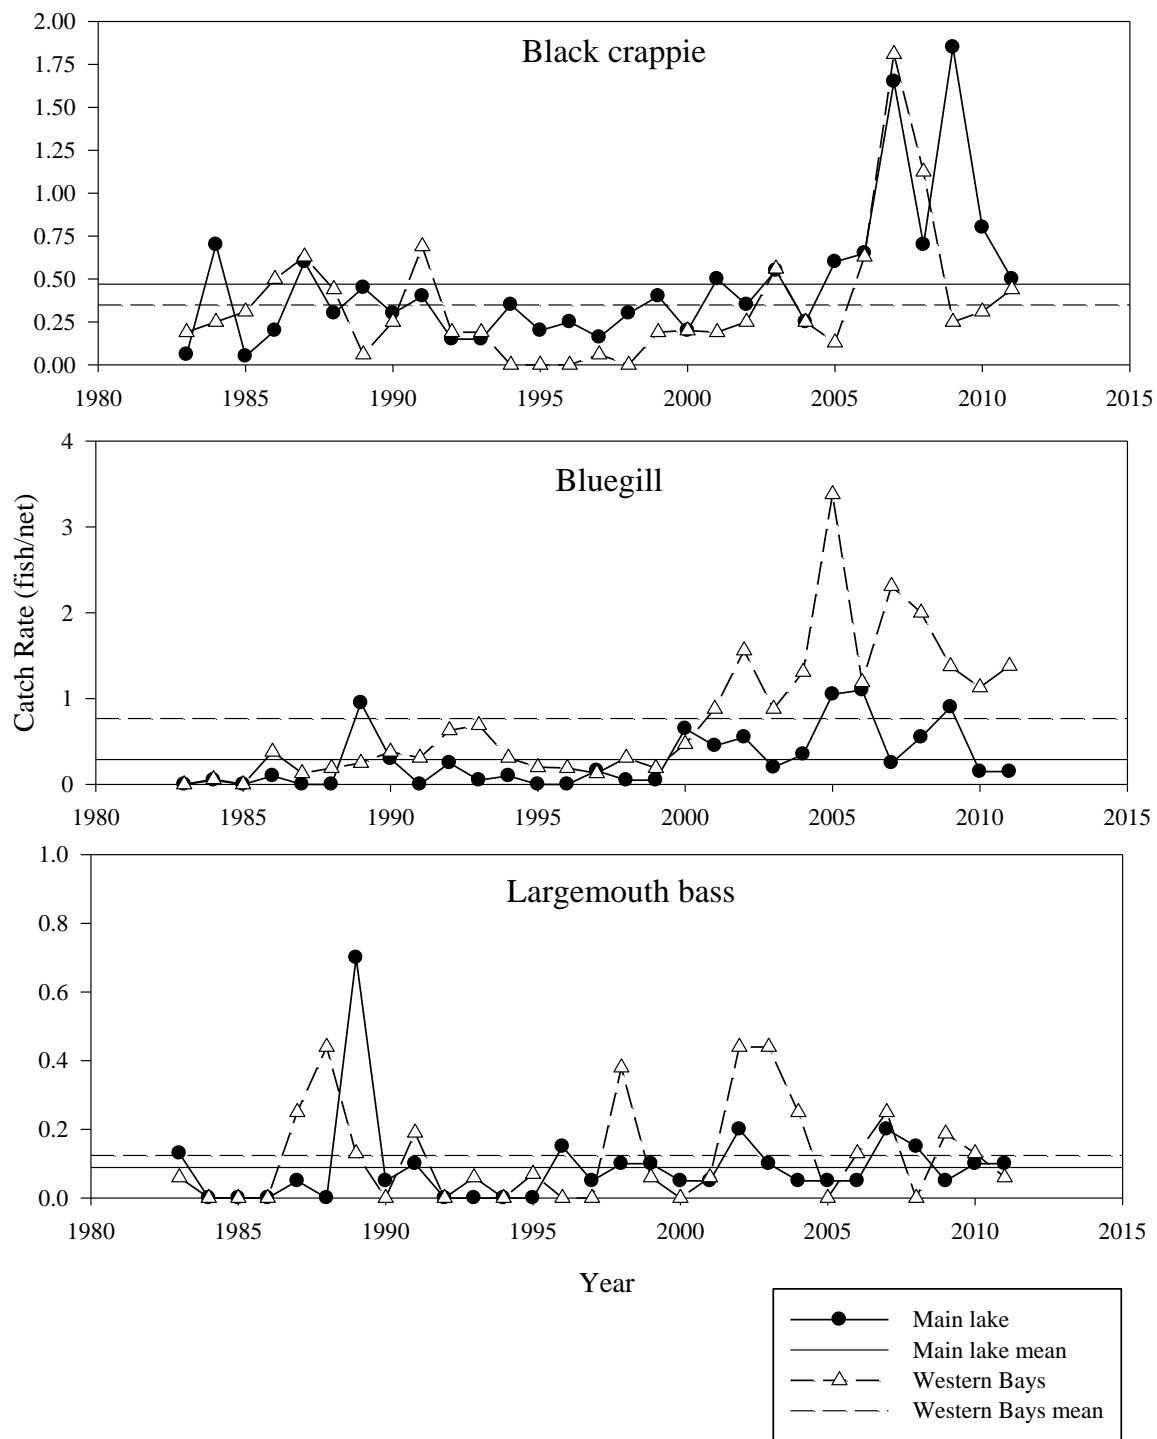 2.00
Black crappie
1.75
1.50
1.25
1.00
0.75
0.50
0.25
0.00
1980 1985 1990 1995 2000 2005 2010 2015
Catch Rate (fish/net)
4
Bluegill
3
2
1
0
1980 1985 1990 1995 2000 2005 2010 2015
1.0
Largemouth bass
0.8
0.6
0.4
0.2
0.0
1980 1985 1990 1995 2000 2005 2010 2015
Year
Main lake
Main lake mean
Western Bays
Western Bays mean